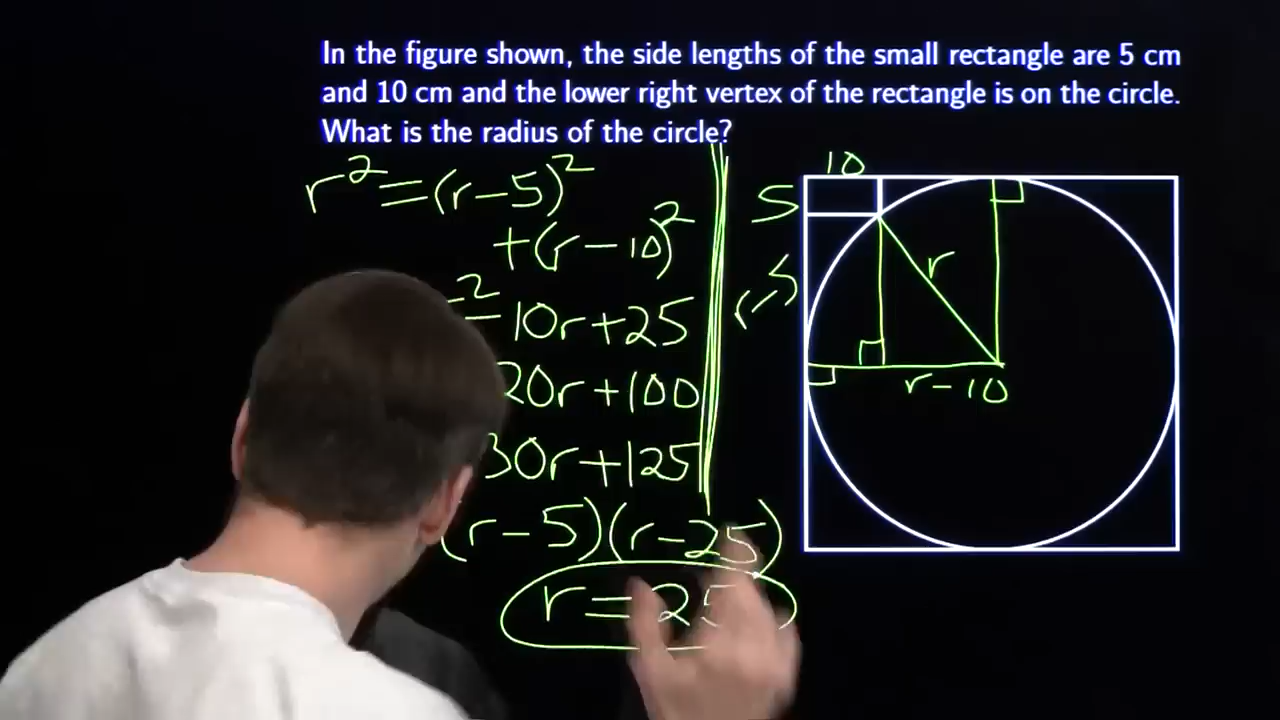 In the figure shown, the side lengths of the small rectangle are 5 cm
and 10 cm and the lower right vertex of the rectangle is on the circle.
What is the radius of the circle?
r² = (r-5)²
+(r-10)²
10r+25
20r+100
30r+125
(r-5)(r-25)
r=25
10
5
r-5
r
r-10